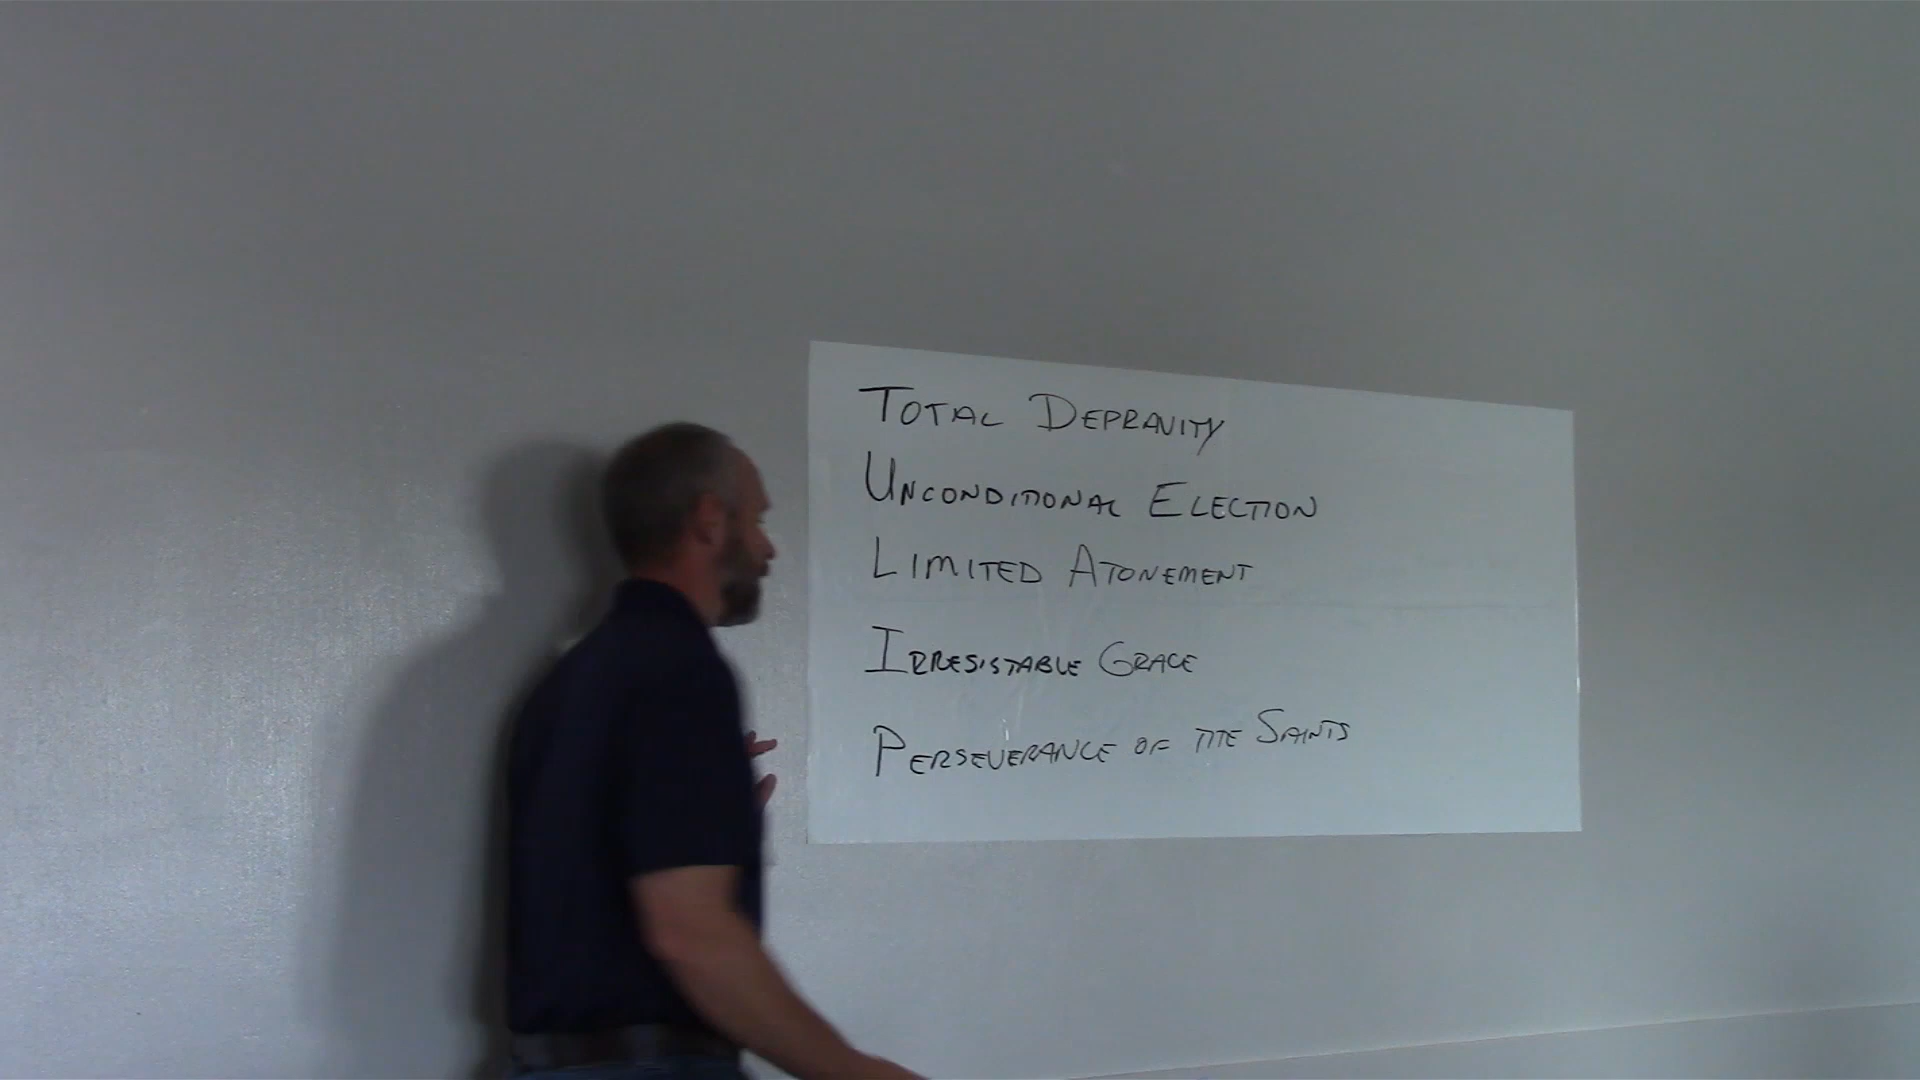 TOTAL DEPRAVITY
UNCONDITIONAL ELECTION
LIMITED ATONEMENT
IRRESISTABLE GRACE
PERSEVERANCE OF THE SAINTS